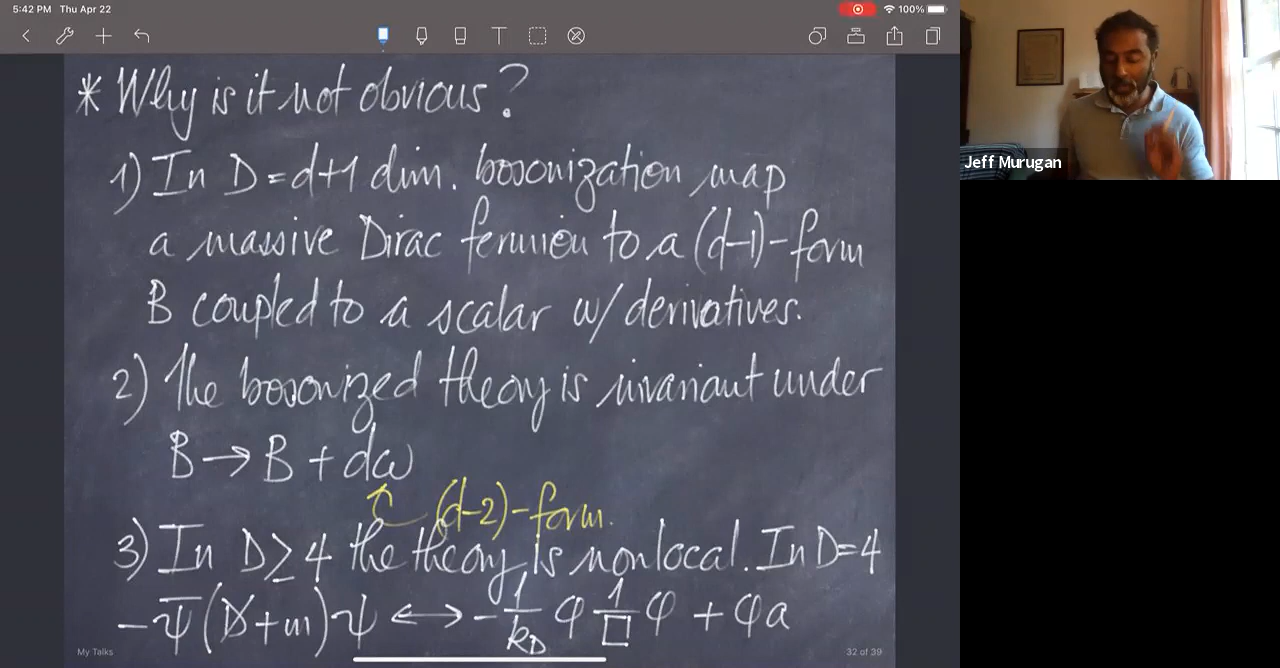 5:42 PM Thu Apr 22
100%
* Why is it not obvious?
1) In D=d+1 dim. bosonization map
a massive Dirac fermion to a (d-1)-form
B coupled to a scalar w/ derivatives.
2) The bosonized theory is invariant under
B → B + dω
(d-2)-form.
3) In D≥4 the theory is nonlocal. In D=4
-ψ̄(D̸+m)ψ ↔ -1/k_D φ 1/□ φ + φa
My Talks
32 of 39
Jeff Murugan